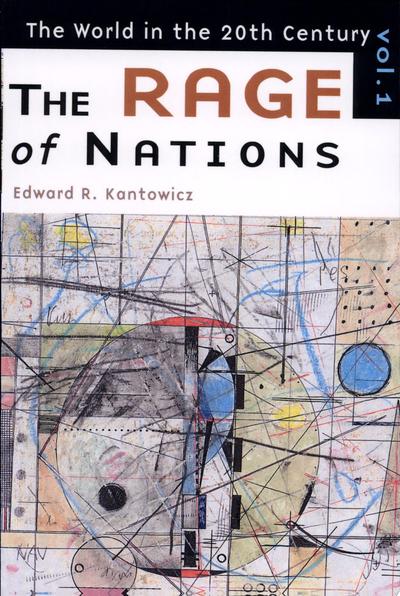 The World in the 20th Century
vol.1
THE RAGE
of NATIONS
Edward R. Kantowicz